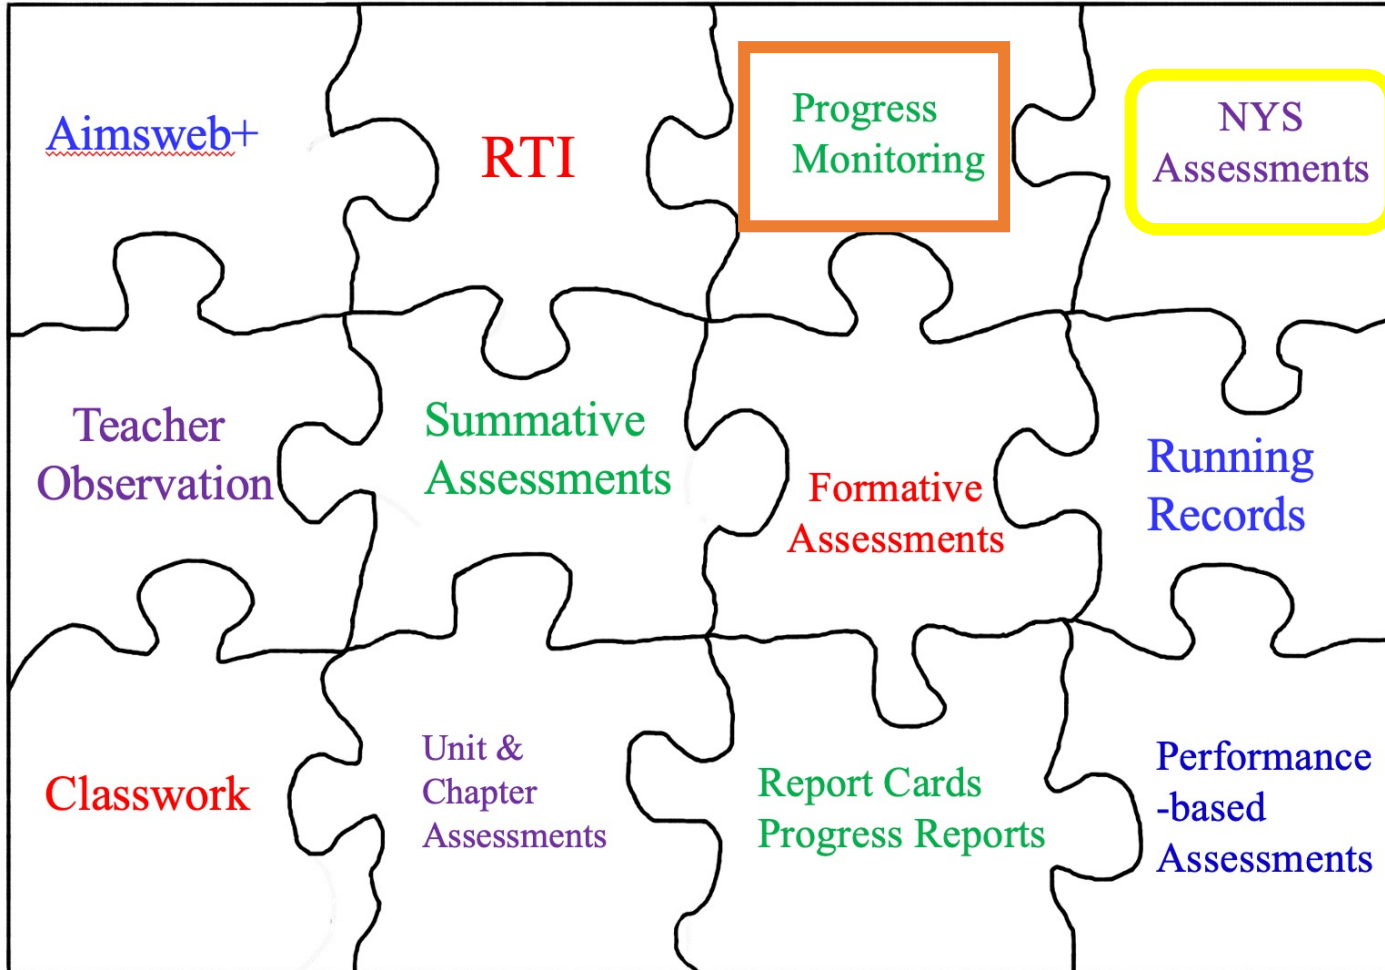 Aimsweb+
RTI
Progress
Monitoring
NYS
Assessments
Teacher
Observation
Summative
Assessments
Formative
Assessments
Running
Records
Classwork
Unit &
Chapter
Assessments
Report Cards
Progress Reports
Performance
-based
Assessments